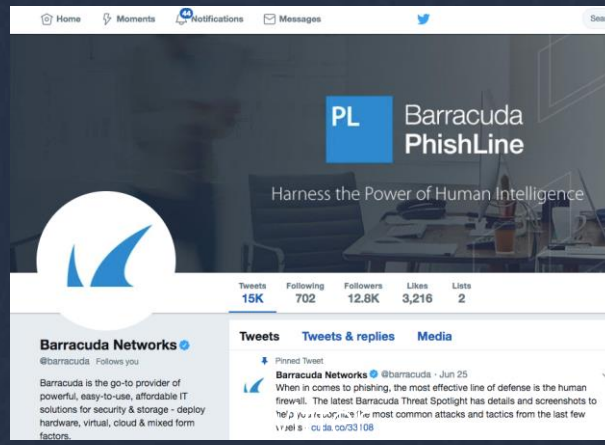 Home Moments 44 Notifications Messages Sea
PL Barracuda
PhishLine
Harness the Power of Human Intelligence
Tweets Following Followers Likes Lists
15K 702 12.8K 3,216 2
Barracuda Networks
@barracuda Follows you
Barracuda is the go-to provider of
powerful, easy-to-use, affordable IT
solutions for security & storage - deploy
hardware, virtual, cloud & mixed form
factors.
Tweets Tweets & replies Media
Pinned Tweet
Barracuda Networks @barracuda · Jun 25
When in comes to phishing, the most effective line of defense is the human
firewall. The latest Barracuda Threat Spotlight has details and screenshots to
help the most common attacks and tactics from the last few
cuda.co/33108